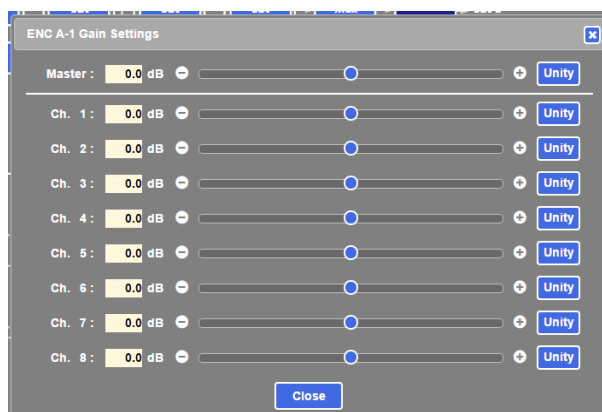 ENC A-1 Gain Settings
Master : 0.0 dB Unity
Ch. 1 : 0.0 dB Unity
Ch. 2 : 0.0 dB Unity
Ch. 3 : 0.0 dB Unity
Ch. 4 : 0.0 dB Unity
Ch. 5 : 0.0 dB Unity
Ch. 6 : 0.0 dB Unity
Ch. 7 : 0.0 dB Unity
Ch. 8 : 0.0 dB Unity
Close